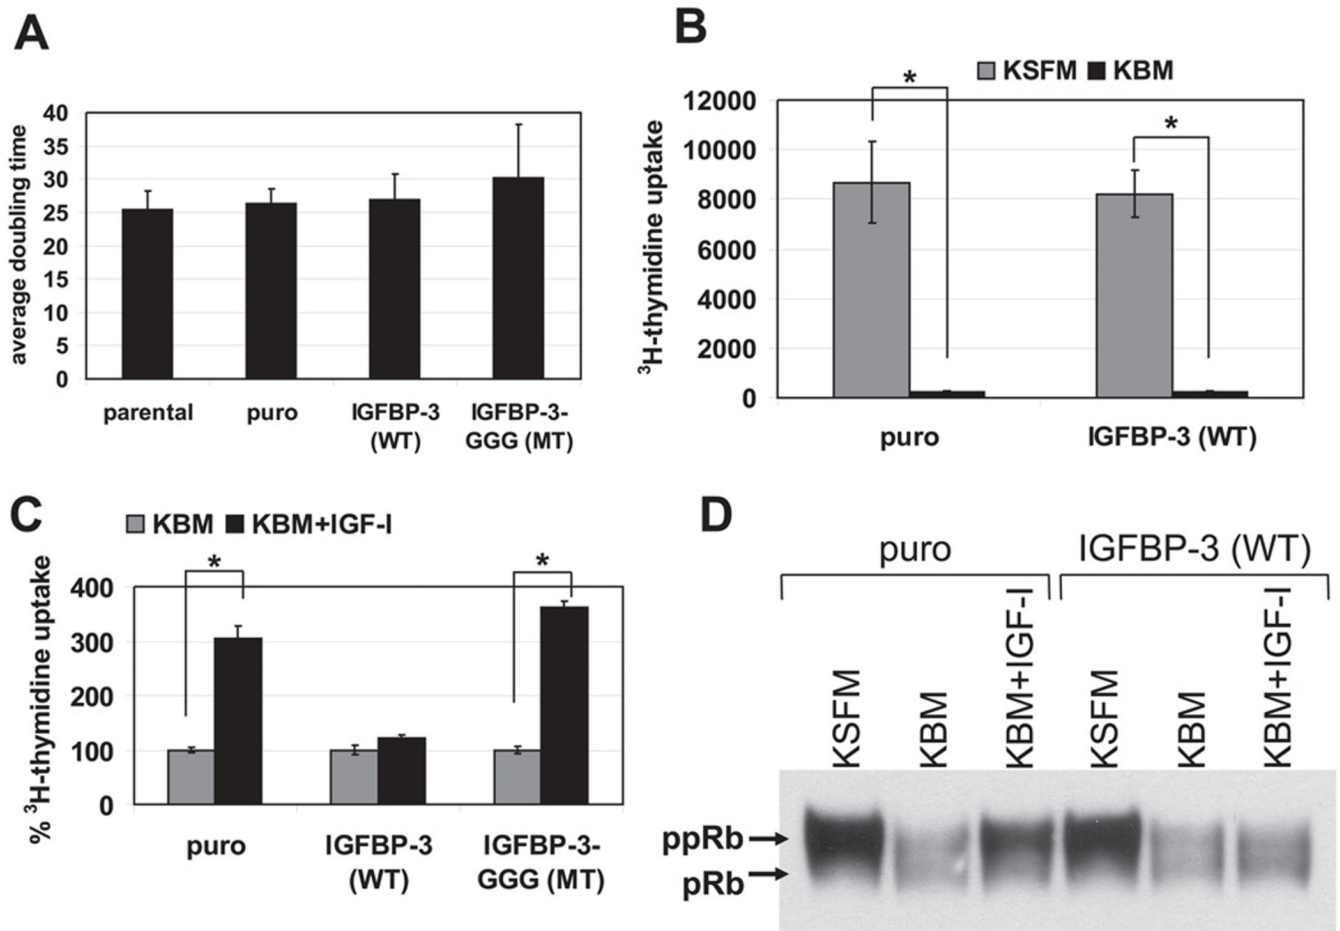 A
average doubling time
40
35
30
25
20
15
10
5
0
parental
puro
IGFBP-3
(WT)
IGFBP-3-
GGG (MT)
B
KSFM KBM
³H-thymidine uptake
12000
10000
8000
6000
4000
2000
0
*
*
puro
IGFBP-3 (WT)
C
KBM KBM+IGF-I
% ³H-thymidine uptake
400
300
200
100
0
*
*
puro
IGFBP-3
(WT)
IGFBP-3-
GGG (MT)
D
puro
IGFBP-3 (WT)
KSFM
KBM
KBM+IGF-I
KSFM
KBM
KBM+IGF-I
ppRb
pRb